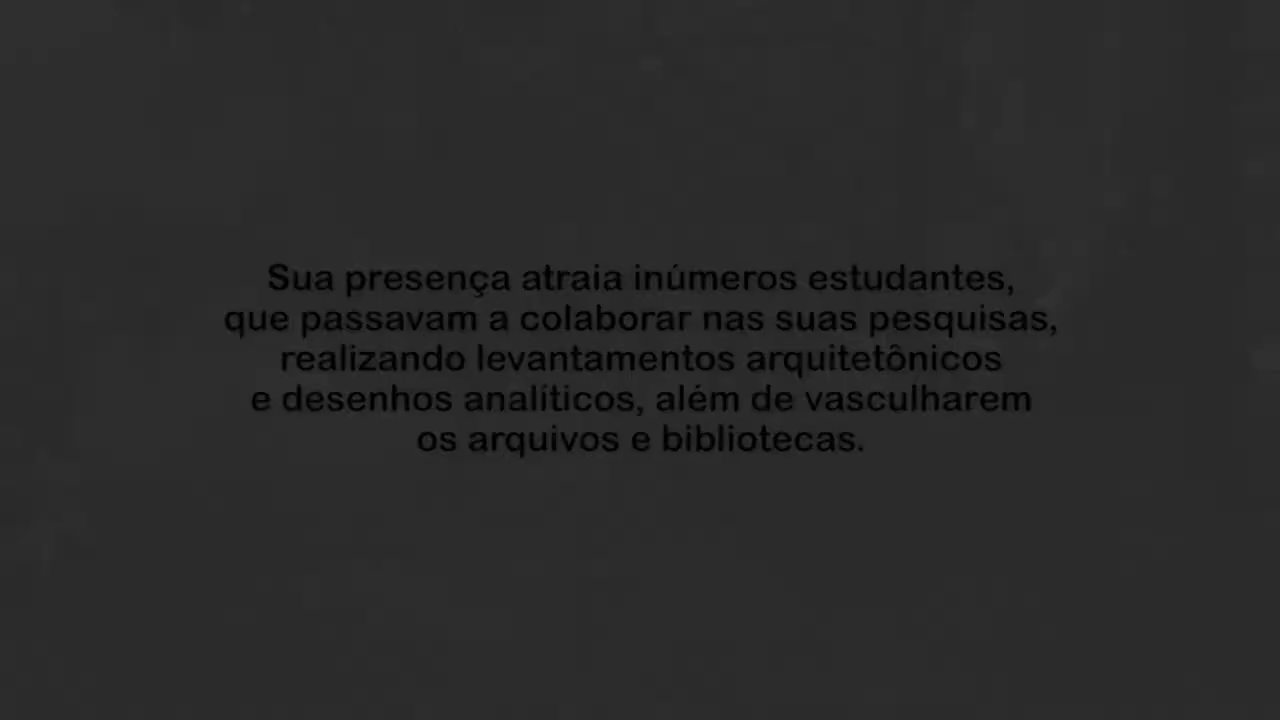 Sua presença atraia inúmeros estudantes,
que passavam a colaborar nas suas pesquisas,
realizando levantamentos arquitetônicos
e desenhos analíticos, além de vasculharem
os arquivos e bibliotecas.